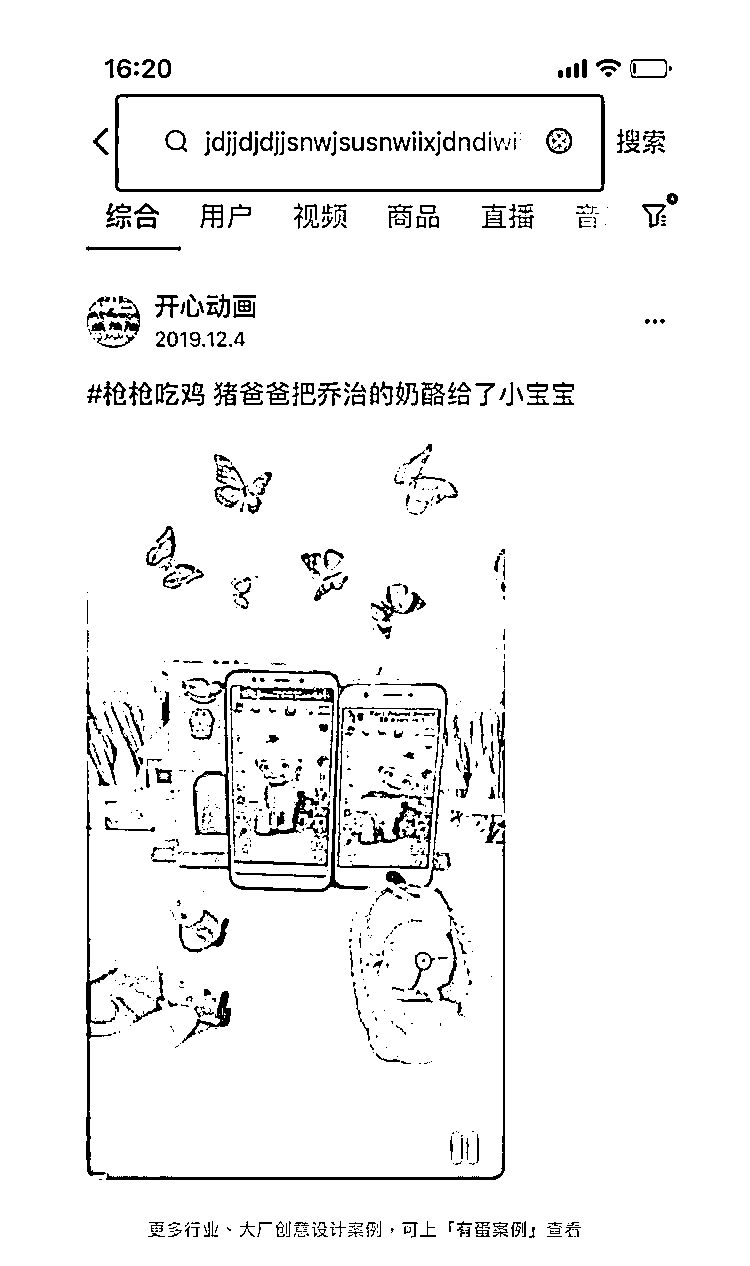 16:20
jdjjdjdjjsnwjsusnwiixjdndiwi
搜索
综合 用户 视频 商品 直播 音
开心动画
2019.12.4
#枪枪吃鸡 猪爸爸把乔治的奶酪给了小宝宝
更多行业、大厂创意设计案例，可上「有番案例」查看